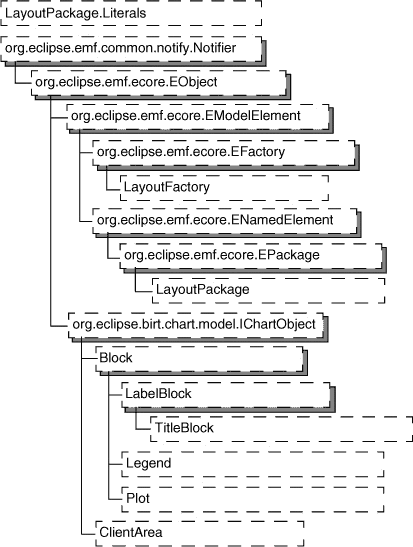 LayoutPackage.Literals
org.eclipse.emf.common.notify.Notifier
org.eclipse.emf.ecore.EObject
org.eclipse.emf.ecore.EModelElement
org.eclipse.emf.ecore.EFactory
LayoutFactory
org.eclipse.emf.ecore.ENamedElement
org.eclipse.emf.ecore.EPackage
LayoutPackage
org.eclipse.birt.chart.model.IChartObject
Block
LabelBlock
TitleBlock
Legend
Plot
ClientArea